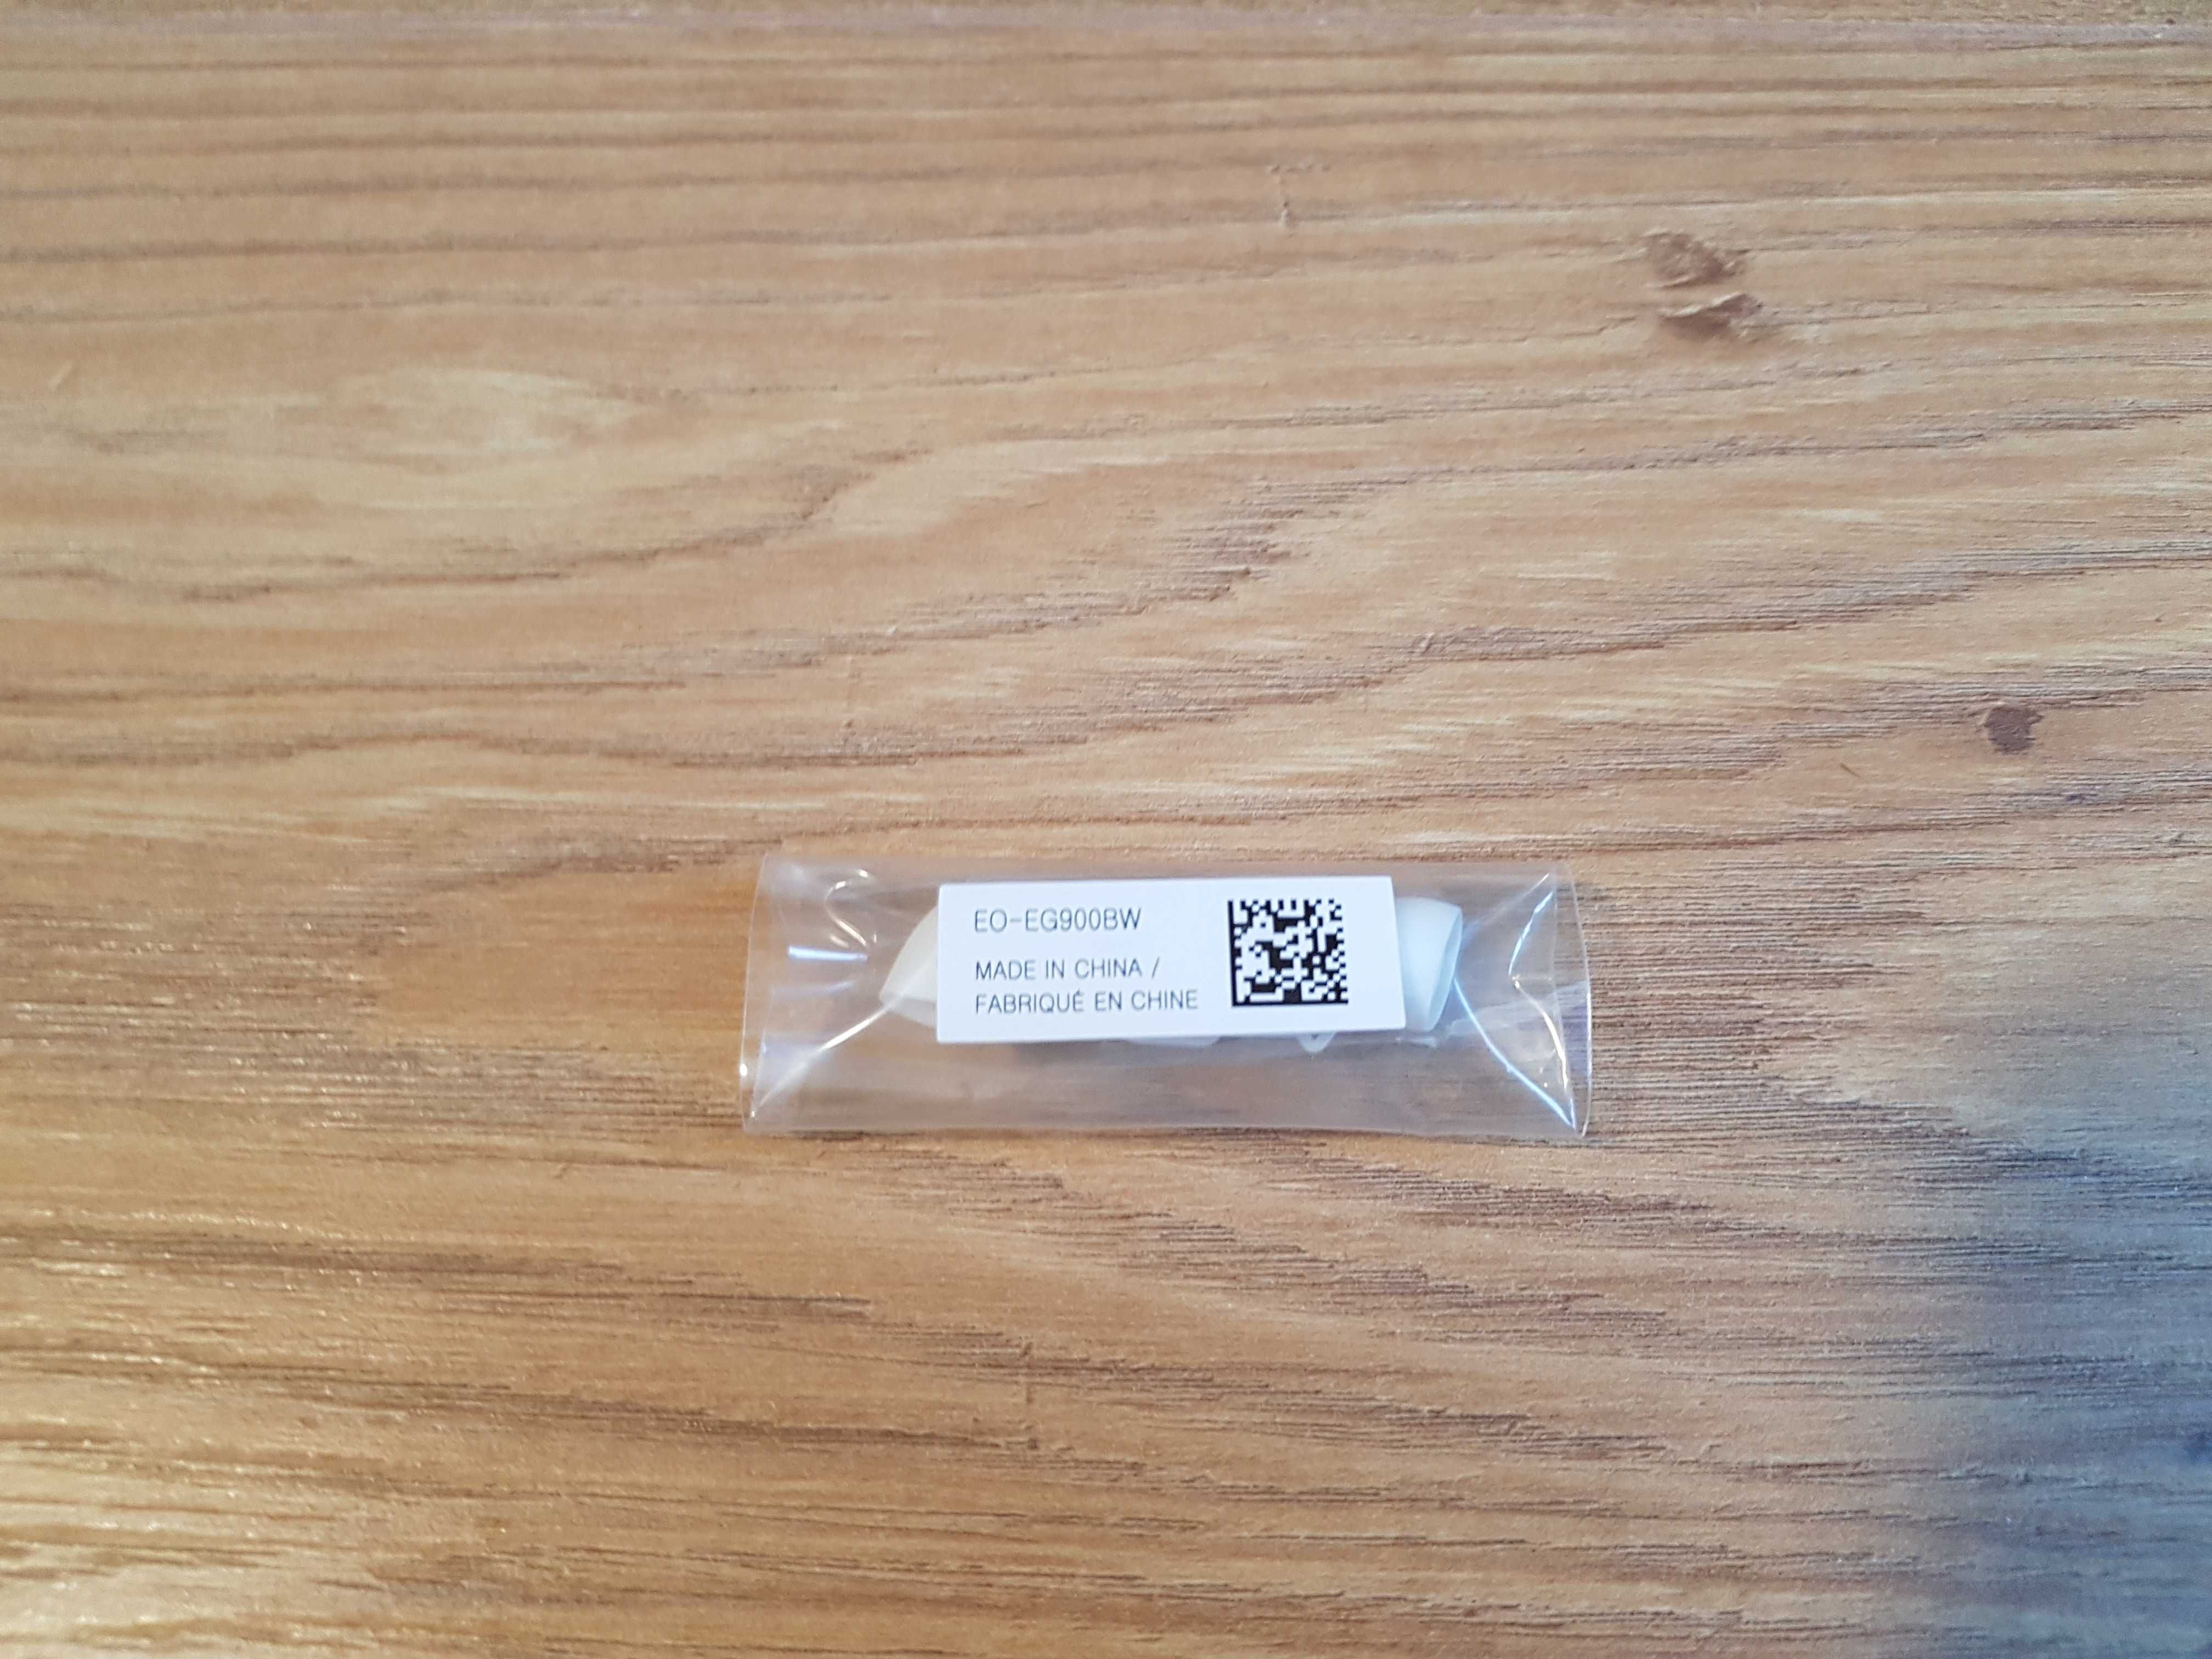 EO-EG900BW
MADE IN CHINA /
FABRIQUÉ EN CHINE